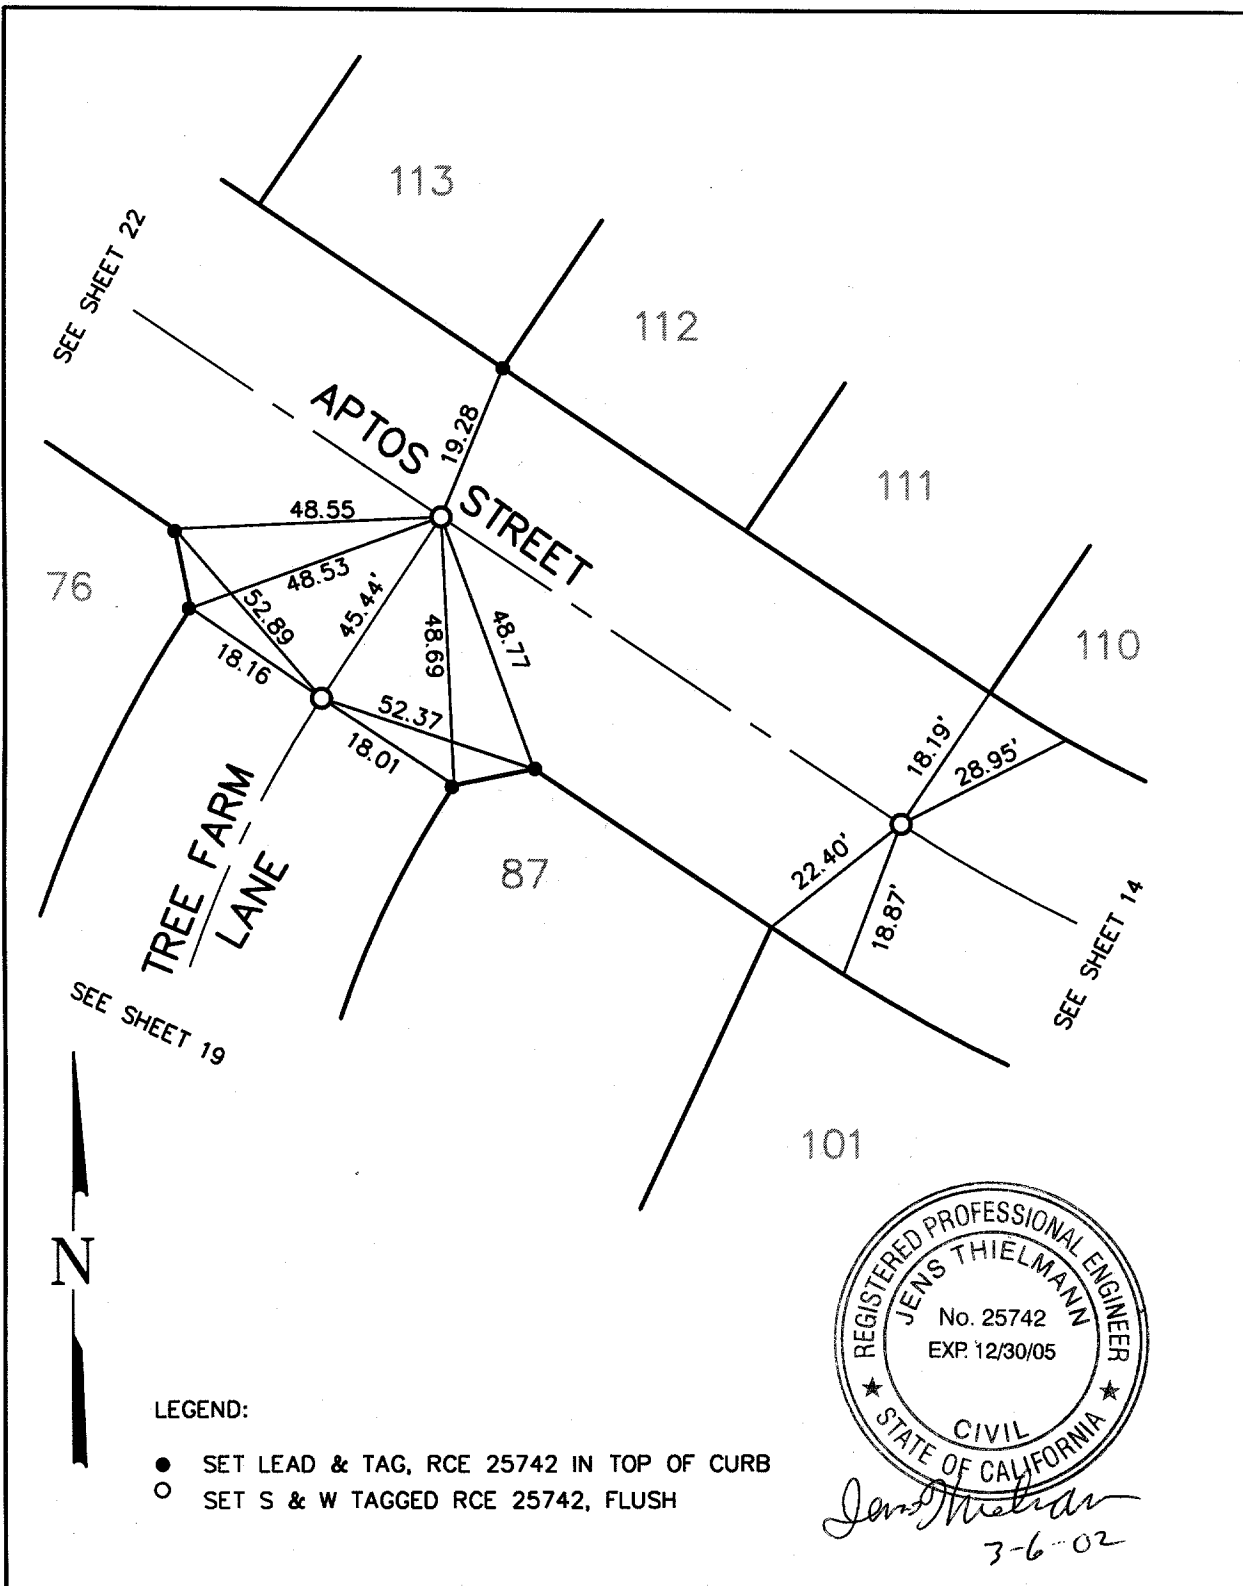 113
SEE SHEET 22
112
APTOS STREET
19.28
111
48.55
48.53
76
52.89
45.44'
48.69
48.77
110
18.16
52.37
18.01
18.19'
28.95'
TREE FARM
LANE
87
22.40'
18.87'
SEE SHEET 14
SEE SHEET 19
101
N
REGISTERED PROFESSIONAL ENGINEER
JENS THIELMANN
No. 25742
EXP. 12/30/05
CIVIL
STATE OF CALIFORNIA
LEGEND:
SET LEAD & TAG, RCE 25742 IN TOP OF CURB
SET S & W TAGGED RCE 25742, FLUSH
Jens Thielmann
3-6-02